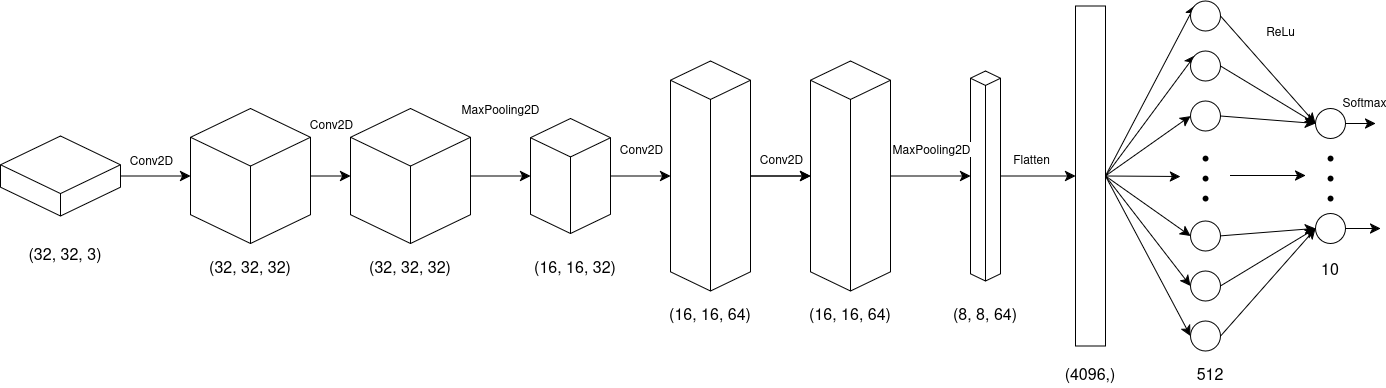 Conv2D
(32, 32, 3)
Conv2D
(32, 32, 32)
MaxPooling2D
(32, 32, 32)
Conv2D
(16, 16, 32)
Conv2D
(16, 16, 64)
MaxPooling2D
(16, 16, 64)
Flatten
(8, 8, 64)
(4096,)
ReLu
512
Softmax
10